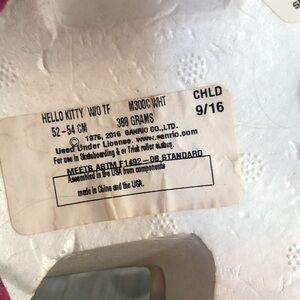 HELLO KITTY W/O TF M300C WHT CHLD
52-54 CM 388 GRAMS 9/16
© 1976, 2016 SANRIO CO.,LTD.
Used Under License. www.sanrio.com
For use in Skateboarding & or Trick roller
MEETS ASTM F1492-08 STANDARD
Assembled in the USA from components
made in China and the USA.